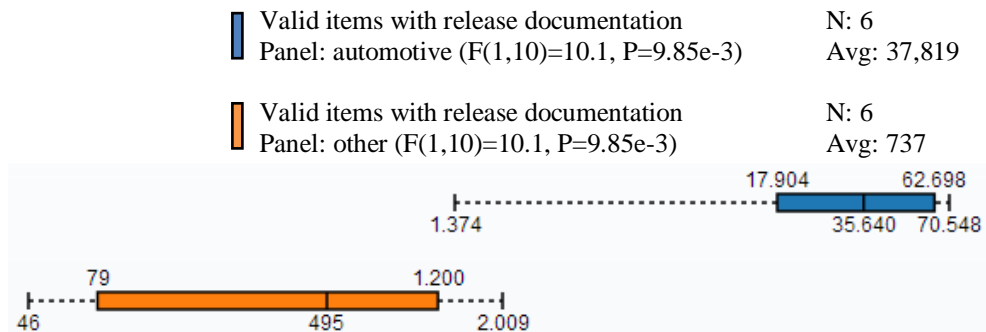 Valid items with release documentation N: 6
Panel: automotive (F(1,10)=10.1, P=9.85e-3) Avg: 37,819
Valid items with release documentation N: 6
Panel: other (F(1,10)=10.1, P=9.85e-3) Avg: 737
17.904 62.698
1.374 35.640 70.548
79 1.200
46 495 2.009